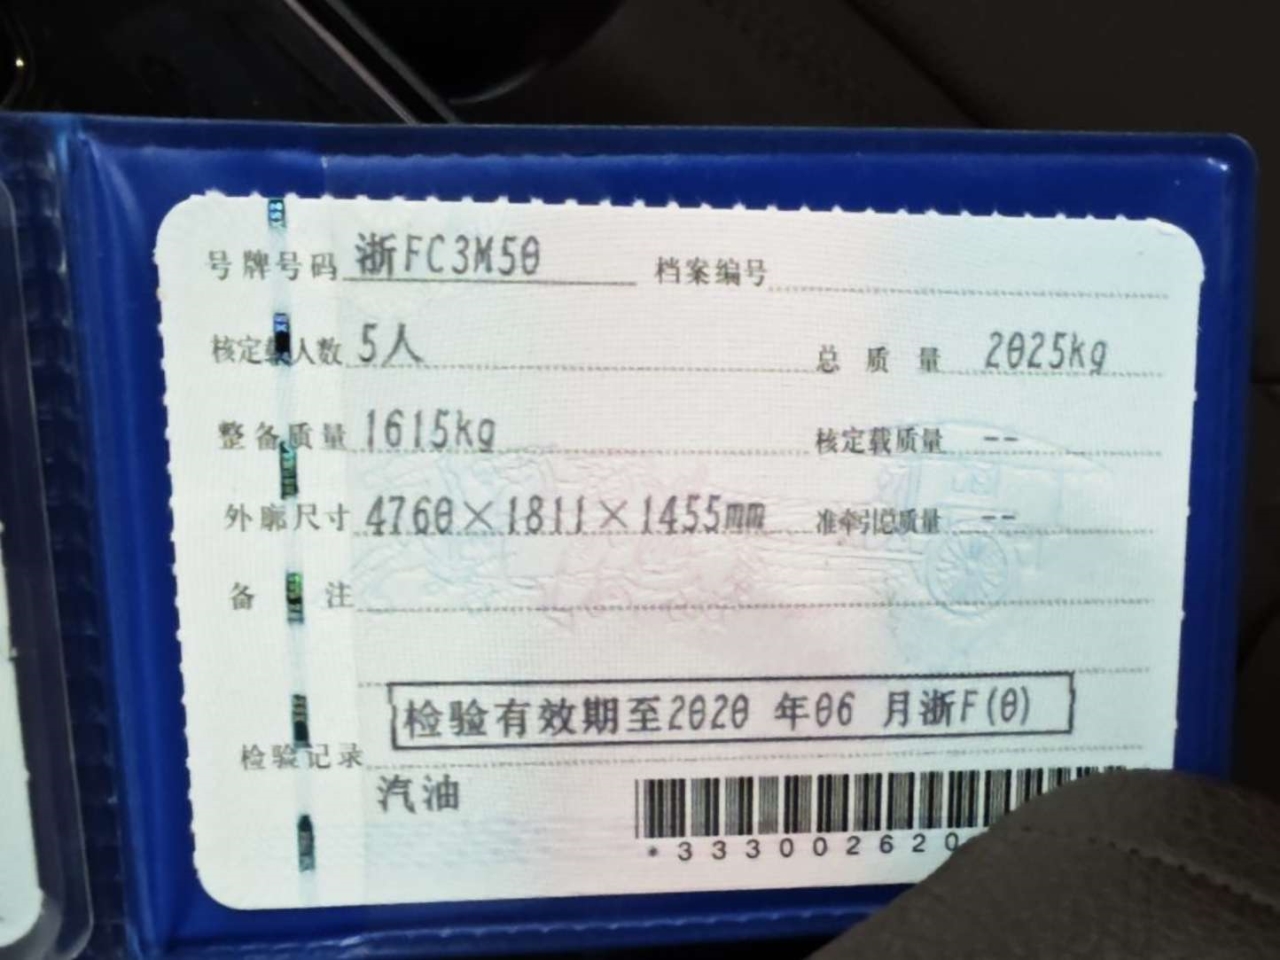 号牌号码 浙FC3M50 档案编号
核定载人数 5人 总质量 2025kg
整备质量 1615kg 核定载质量 --
外廓尺寸 4760×1811×1455mm 准牵引总质量 --
备注
检验有效期至2020 年06 月浙F(0)
检验记录
汽油
*333002620